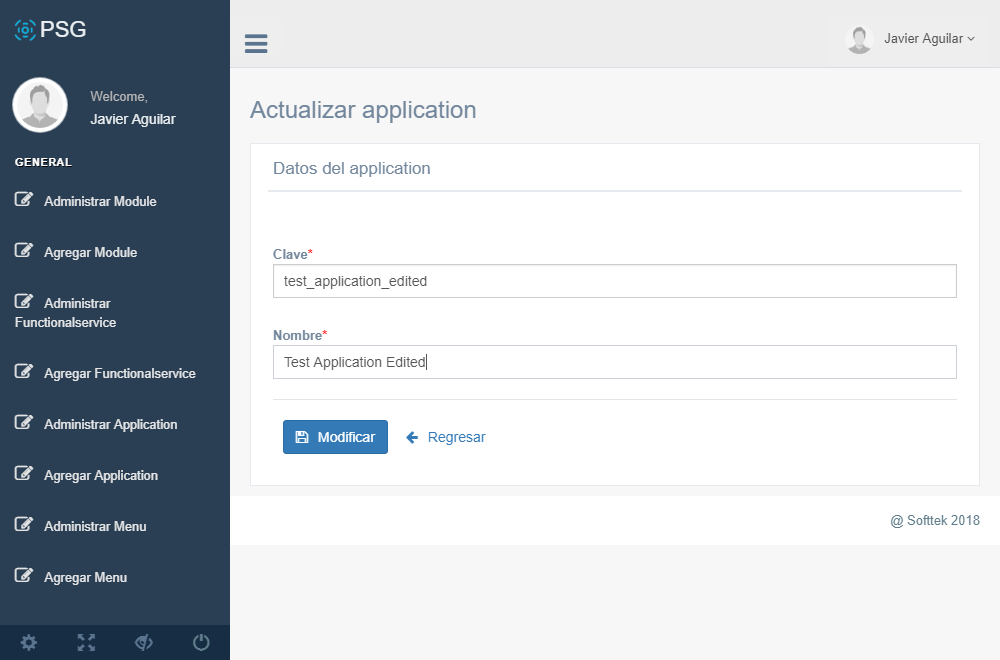 PSG
Javier Aguilar
Welcome,
Javier Aguilar
GENERAL
Administrar Module
Agregar Module
Administrar
Functionalservice
Agregar Functionalservice
Administrar Application
Agregar Application
Administrar Menu
Agregar Menu
Actualizar application
Datos del application
Clave*
test_application_edited
Nombre*
Test Application Edited
Modificar
Regresar
@ Softtek 2018